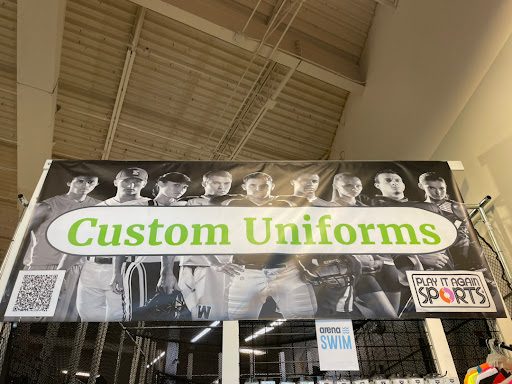 Custom Uniforms
PLAY IT AGAIN
SPORTS
arena
SWIM
W